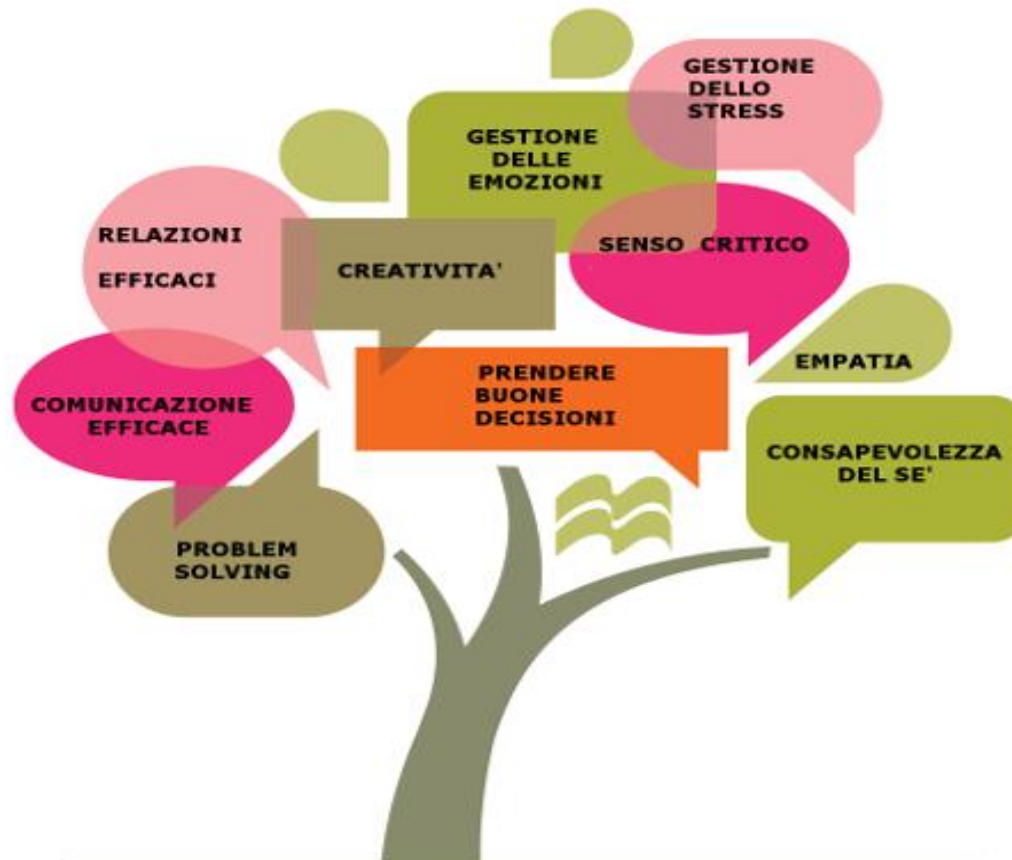 GESTIONE
DELLO
STRESS
GESTIONE
DELLE
EMOZIONI
RELAZIONI
EFFICACI
CREATIVITA'
SENSO CRITICO
EMPATIA
PRENDERE
BUONE
DECISIONI
COMUNICAZIONE
EFFICACE
CONSAPEVOLEZZA
DEL SE'
PROBLEM
SOLVING